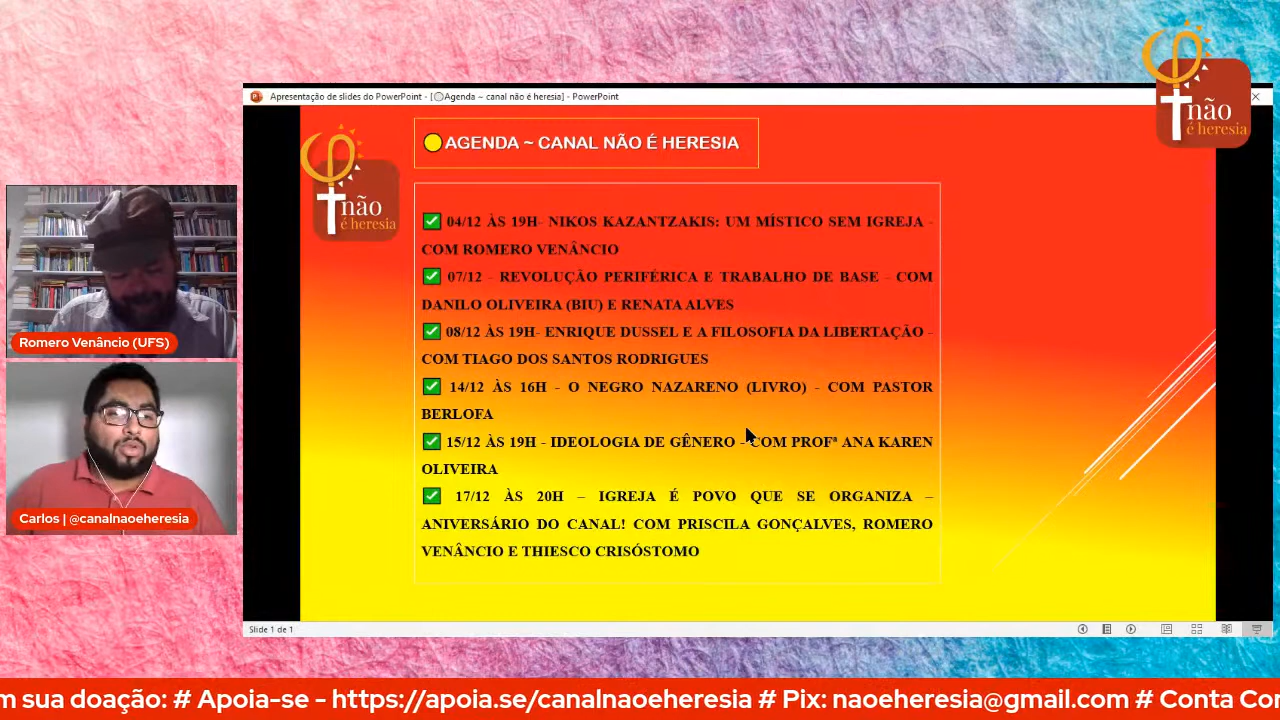 não
é heresia
Apresentação de slides do PowerPoint - [Agenda ~ canal não é heresia] - PowerPoint
AGENDA ~ CANAL NÃO É HERESIA
não
é heresia
04/12 ÀS 19H- NIKOS KAZANTZAKIS: UM MÍSTICO SEM IGREJA -
COM ROMERO VENÂNCIO
07/12 - REVOLUÇÃO PERIFÉRICA E TRABALHO DE BASE - COM
DANILO OLIVEIRA (BIU) E RENATA ALVES
08/12 ÀS 19H- ENRIQUE DUSSEL E A FILOSOFIA DA LIBERTAÇÃO -
COM TIAGO DOS SANTOS RODRIGUES
14/12 ÀS 16H - O NEGRO NAZARENO (LIVRO) - COM PASTOR
BERLOFA
15/12 ÀS 19H - IDEOLOGIA DE GÊNERO - COM PROFª ANA KAREN
OLIVEIRA
17/12 ÀS 20H – IGREJA É POVO QUE SE ORGANIZA –
ANIVERSÁRIO DO CANAL! COM PRISCILA GONÇALVES, ROMERO
VENÂNCIO E THIESCO CRISÓSTOMO
Romero Venâncio (UFS)
Carlos | @canalnaoeheresia
Slide 1 de 1
m sua doação: # Apoia-se - https://apoia.se/canalnaoeheresia # Pix: naoeheresia@gmail.com # Conta Cor